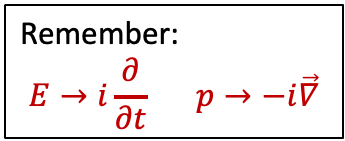 Remember:
E → i ∂/∂t    p → −i∇⃗